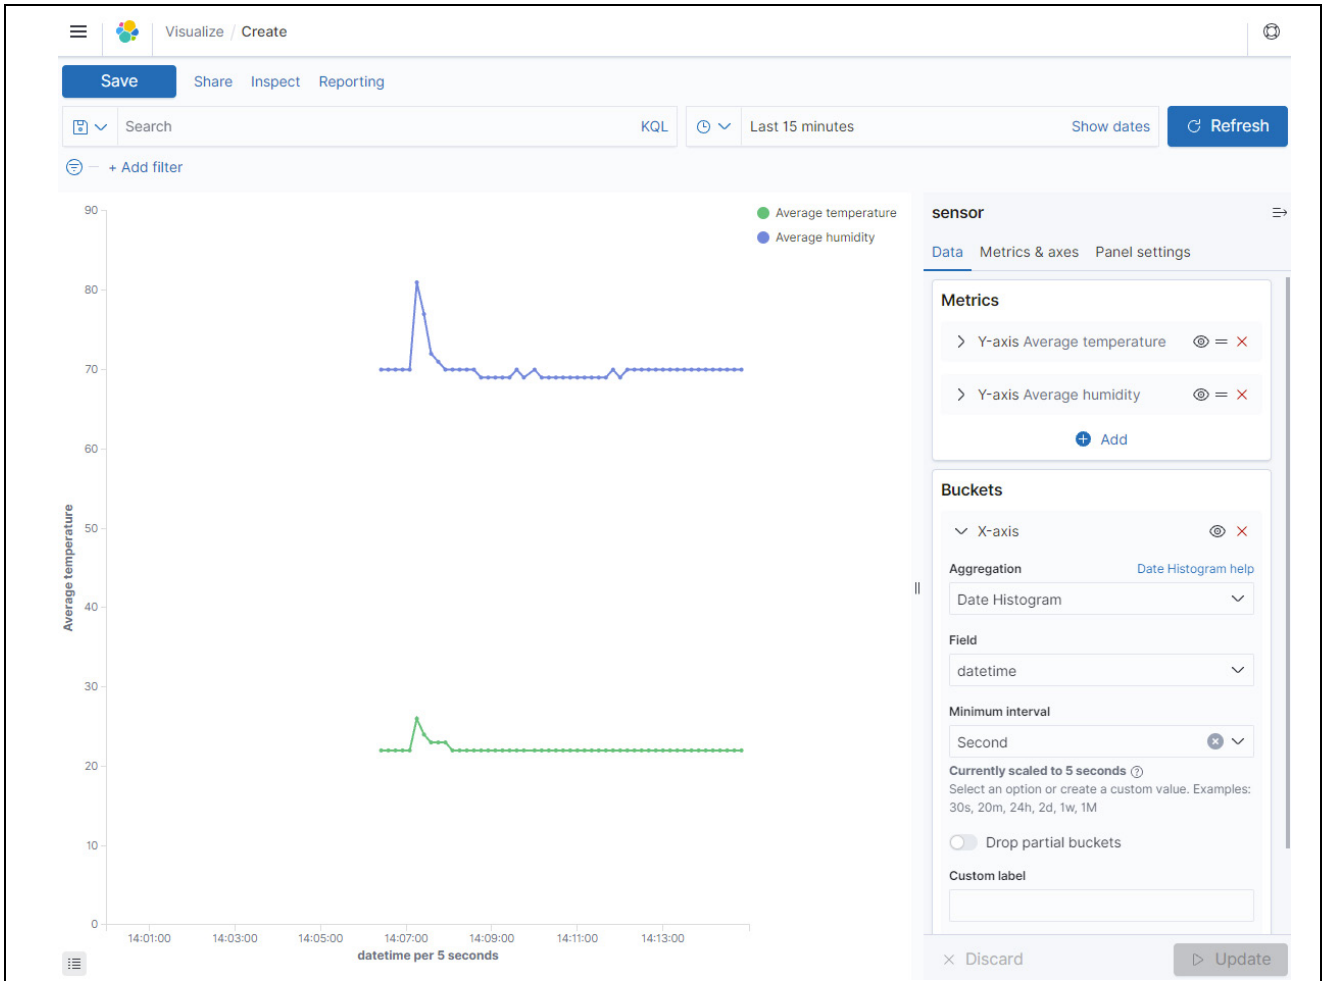 Visualize / Create
Save Share Inspect Reporting
Search KQL Last 15 minutes Show dates Refresh
+ Add filter
90
80
70
60
50
40
30
20
10
0
Average temperature
Average temperature
Average humidity
14:01:00 14:03:00 14:05:00 14:07:00 14:09:00 14:11:00 14:13:00
datetime per 5 seconds
sensor
Data Metrics & axes Panel settings
Metrics
Y-axis Average temperature
Y-axis Average humidity
Add
Buckets
X-axis
Aggregation Date Histogram help
Date Histogram
Field
datetime
Minimum interval
Second
Currently scaled to 5 seconds
Select an option or create a custom value. Examples:
30s, 20m, 24h, 2d, 1w, 1M
Drop partial buckets
Custom label
Discard Update